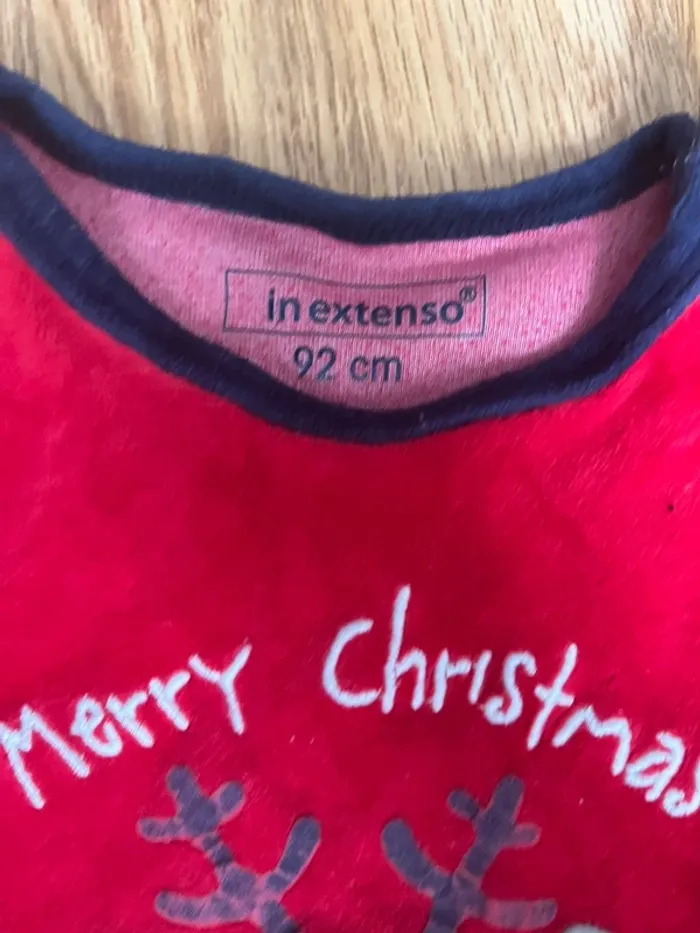 in extenso®
92 cm
Merry Christmas